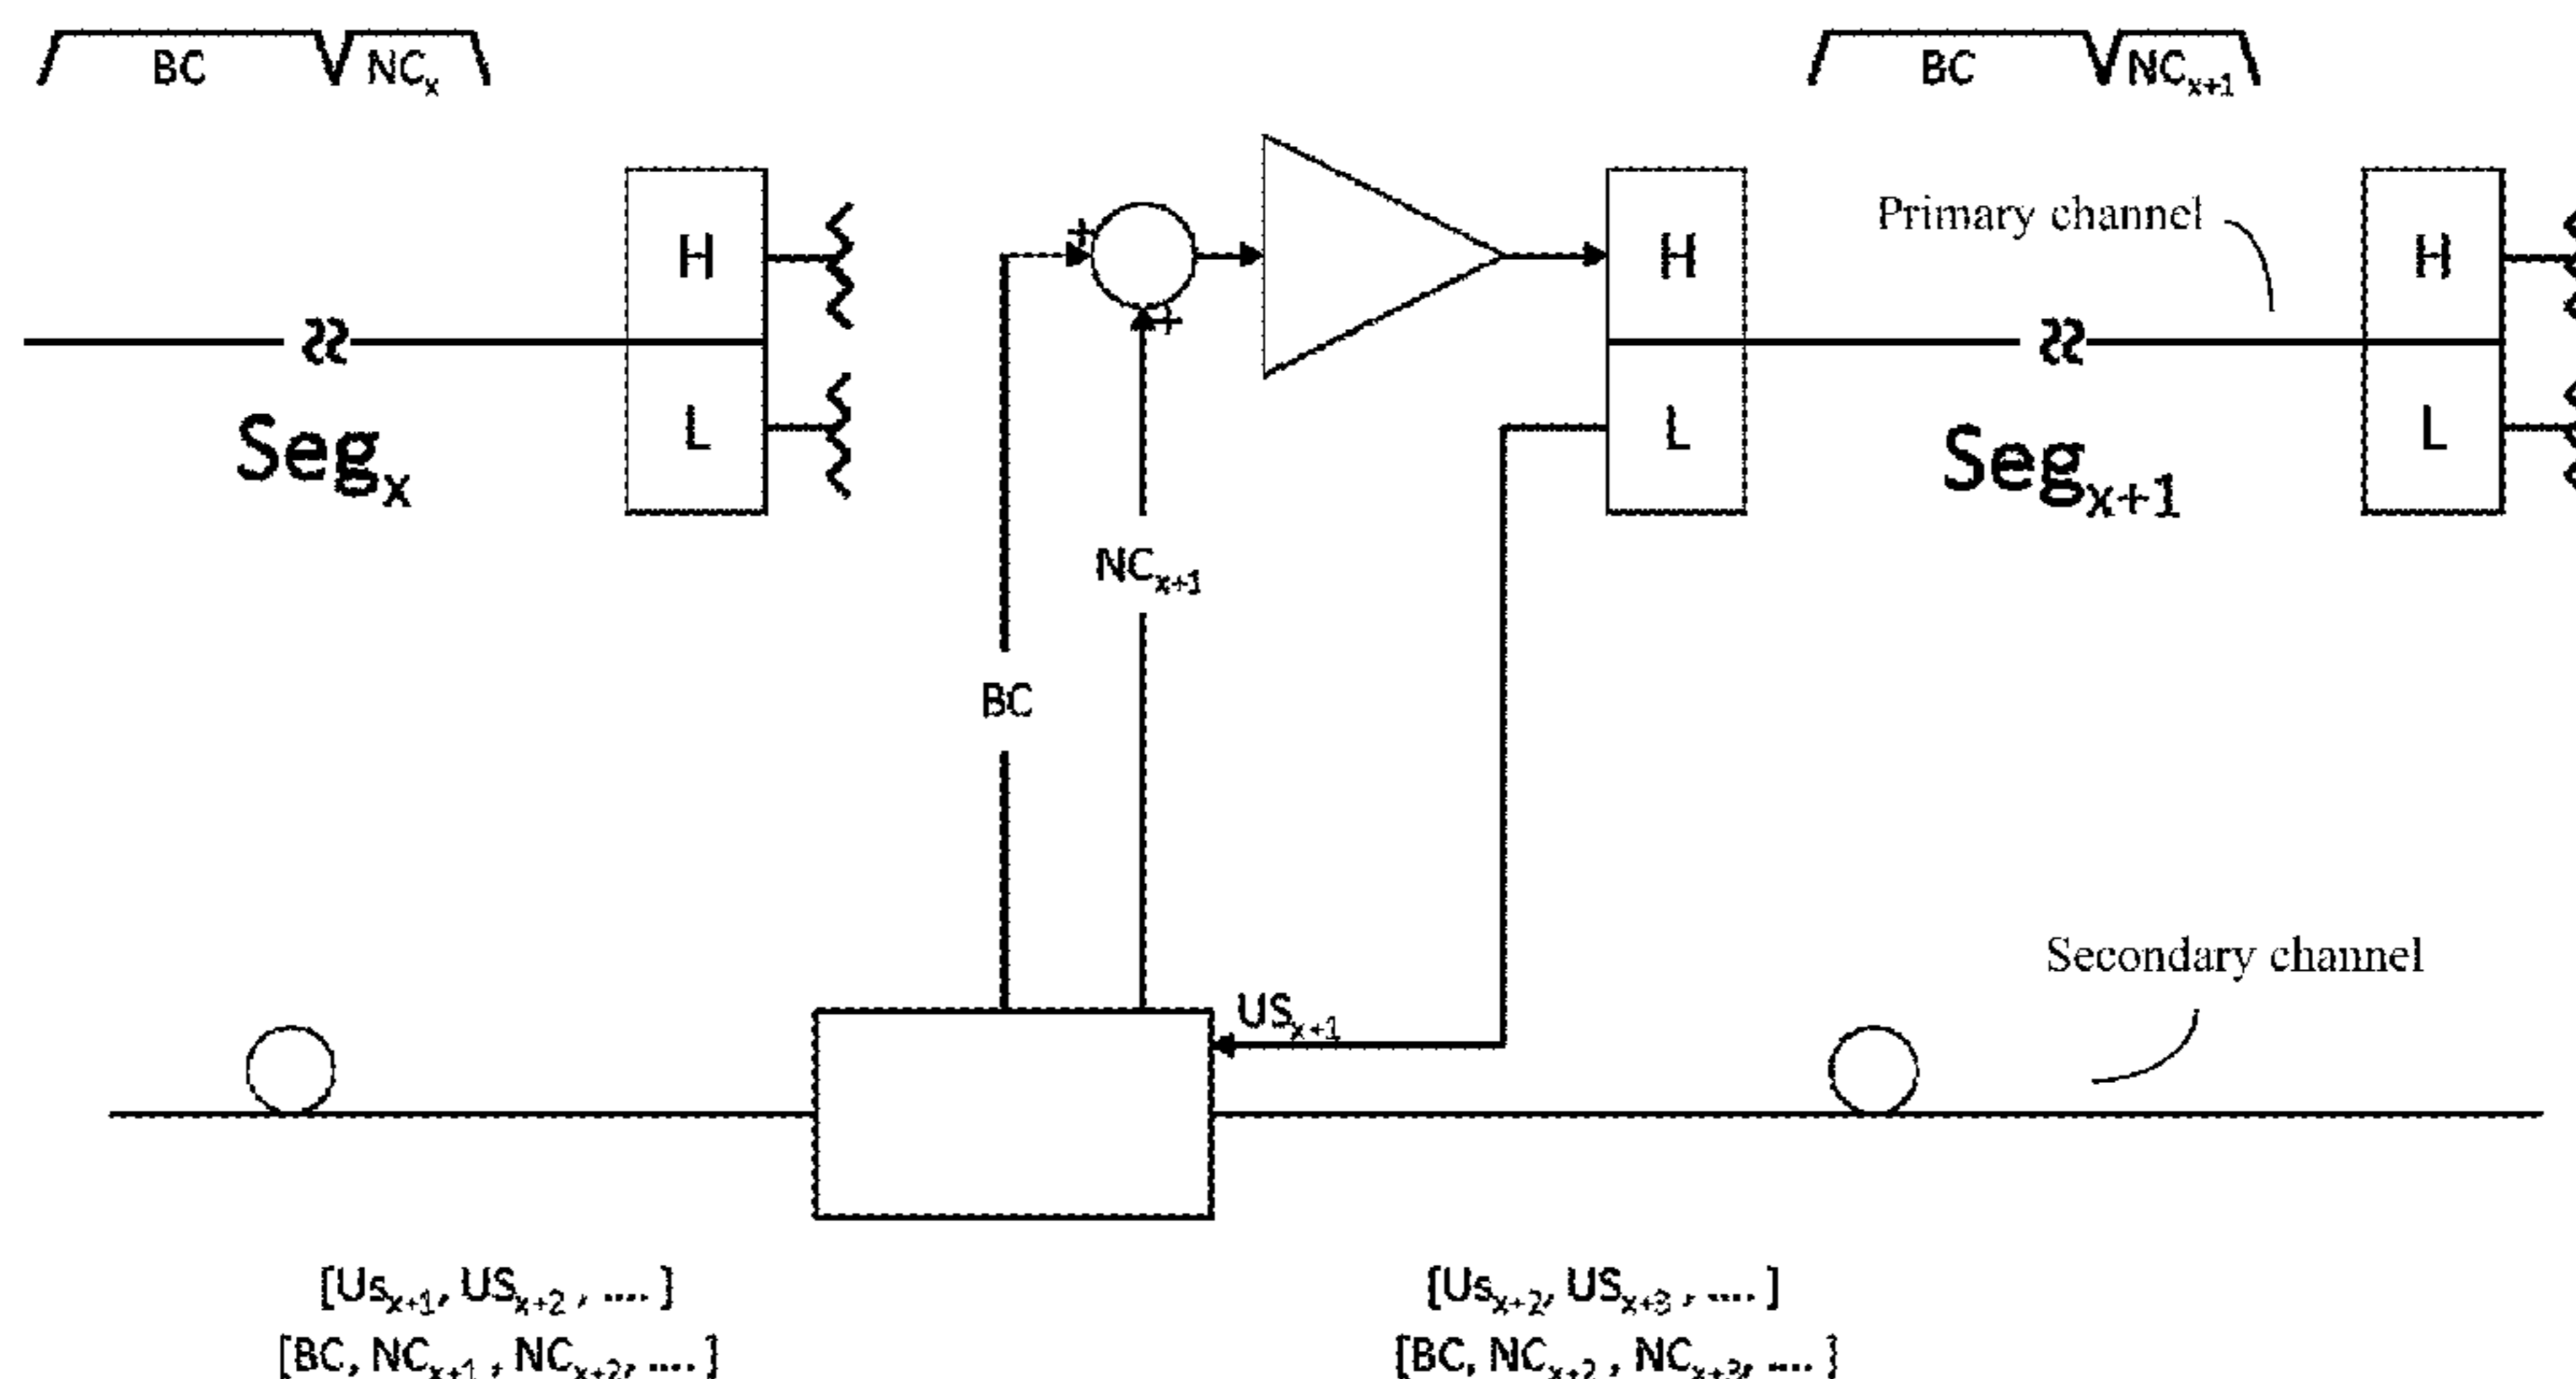 BC NCx
BC NCx+1
H
+
H
Primary channel
H
+
L
L
L
Segx
Segx+1
NCx+1
BC
Secondary channel
USx+1
[Usx+1, USx+2, .... ]
[Usx+2, USx+3, .... ]
[BC, NCx+1, NCx+2, .... ]
[BC, NCx+2, NCx+3, .... ]